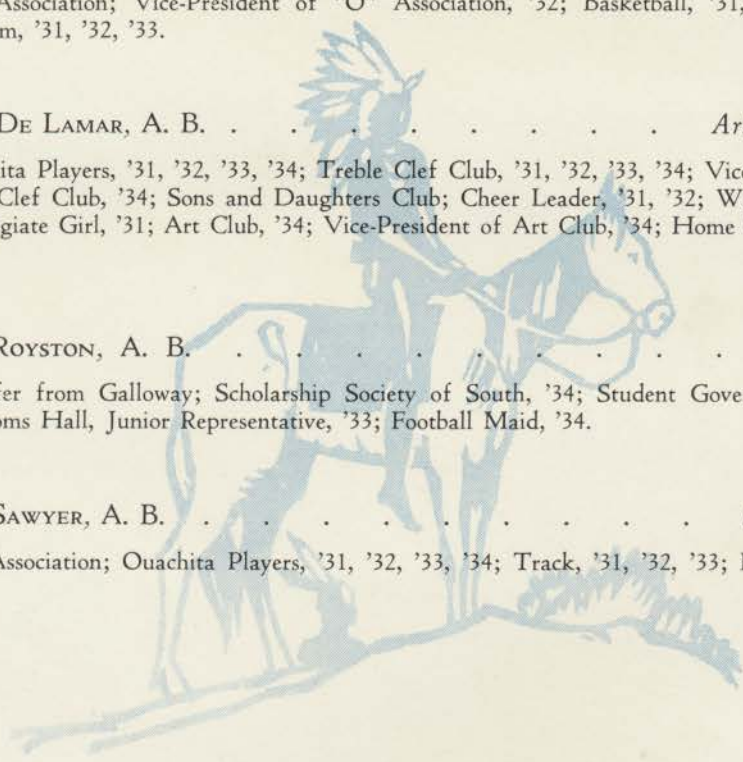 Association; Vice-President of "O" Association, '32; Basketball, '31,
m, '31, '32, '33.
De Lamar, A. B. . . . . . . . . Ar
ita Players, '31, '32, '33, '34; Treble Clef Club, '31, '32, '33, '34; Vice
Clef Club, '34; Sons and Daughters Club; Cheer Leader, '31, '32; W
giate Girl, '31; Art Club, '34; Vice-President of Art Club, '34; Home
Royston, A. B. . . . . . . . . .
fer from Galloway; Scholarship Society of South, '34; Student Gove
oms Hall, Junior Representative, '33; Football Maid, '34.
Sawyer, A. B. . . . . . . . . .
Association; Ouachita Players, '31, '32, '33, '34; Track, '31, '32, '33;